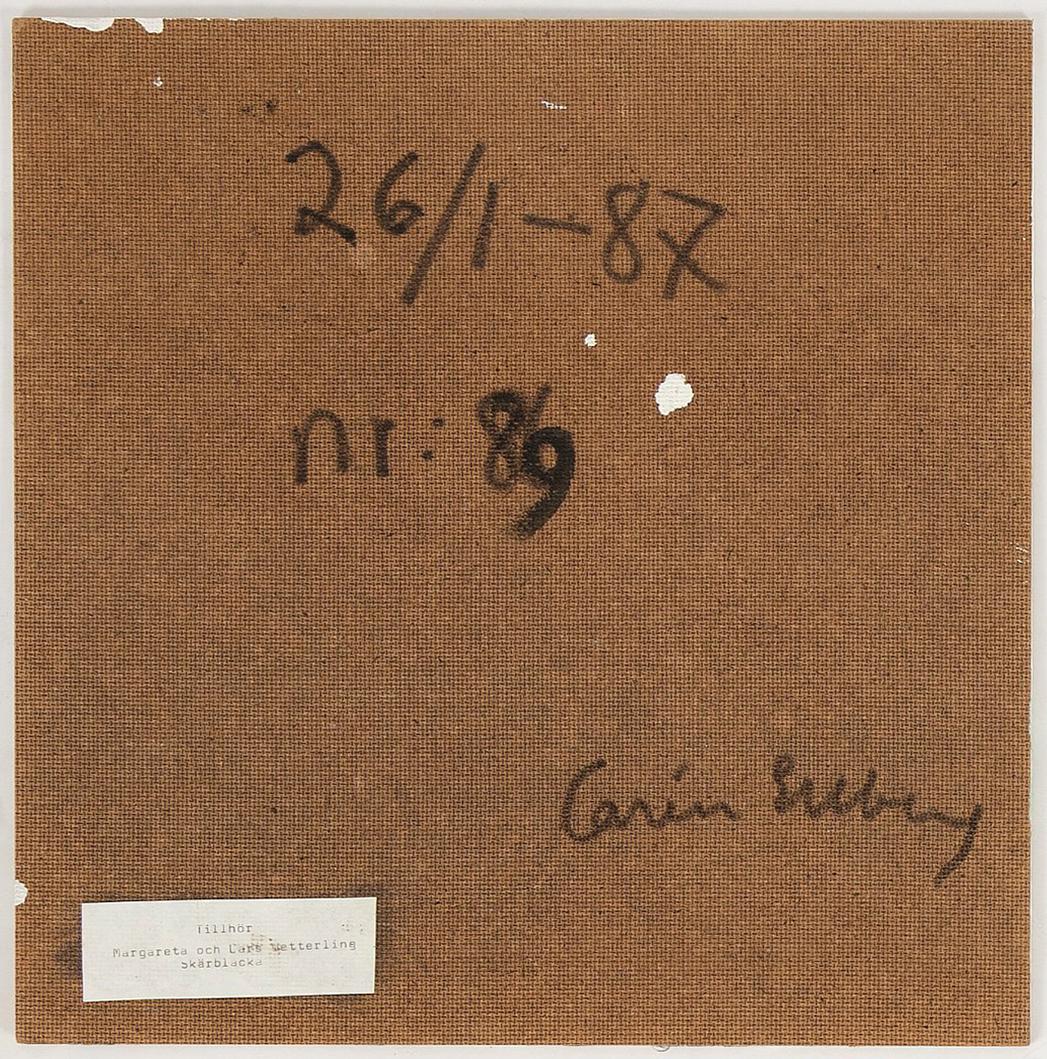 26/1-87
nr: 89
Carin Ellberg
Tillhör
Margareta och Lars Wetterling
Skärblacka